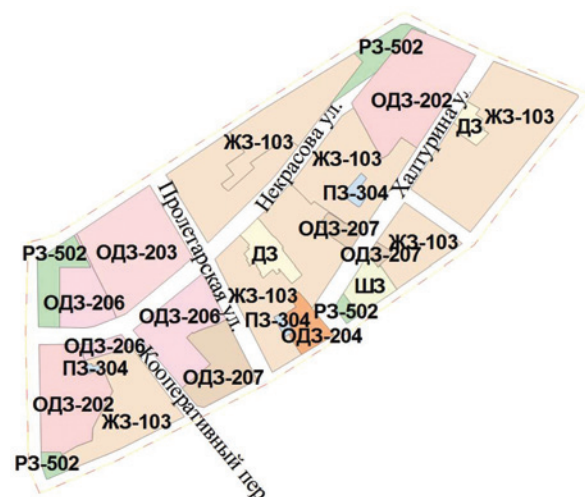 РЗ-502
ОДЗ-202
Халтурина ул.
ДЗ
ЖЗ-103
Некрасова ул.
ЖЗ-103
ЖЗ-103
ПЗ-304
Пролетарская ул.
ОДЗ-207
ЖЗ-103
ОДЗ-207
РЗ-502
ОДЗ-203
ДЗ
ШЗ
ОДЗ-206
ЖЗ-103
РЗ-502
ОДЗ-206
ПЗ-304
ОДЗ-204
ОДЗ-206
Кооперативный пер
ПЗ-304
ОДЗ-207
ОДЗ-202
ЖЗ-103
РЗ-502